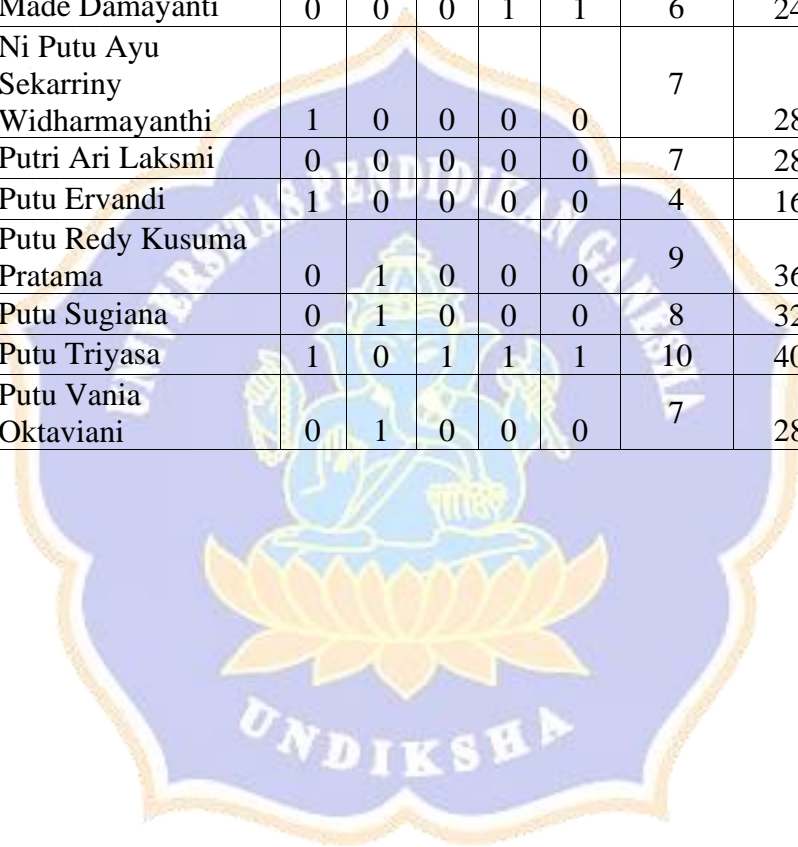 Made Damayanti 0 0 0 1 1 6 24
Ni Putu Ayu
Sekarriny
Widharmayanthi 1 0 0 0 0 7 28
Putri Ari Laksmi 0 0 0 0 0 7 28
Putu Ervandi 1 0 0 0 0 4 16
Putu Redy Kusuma
Pratama 0 1 0 0 0 9 36
Putu Sugiana 0 1 0 0 0 8 32
Putu Triyasa 1 0 1 1 1 10 40
Putu Vania
Oktaviani 0 1 0 0 0 7 28
UNIVERSITAS PENDIDIKAN GANESHA
UNDIKSHA